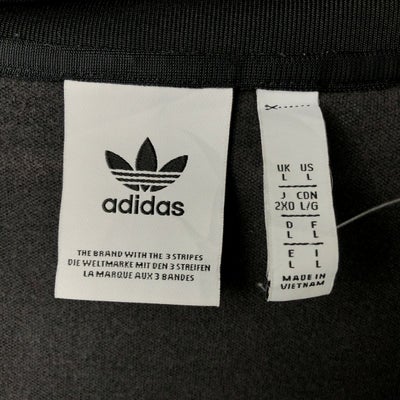 adidas
THE BRAND WITH THE 3 STRIPES
DIE WELTMARKE MIT DEN 3 STREIFEN
LA MARQUE AUX 3 BANDES
UK US
L L
J CDN
2XO L/G
D F
L L
E I
L L
MADE IN
VIETNAM